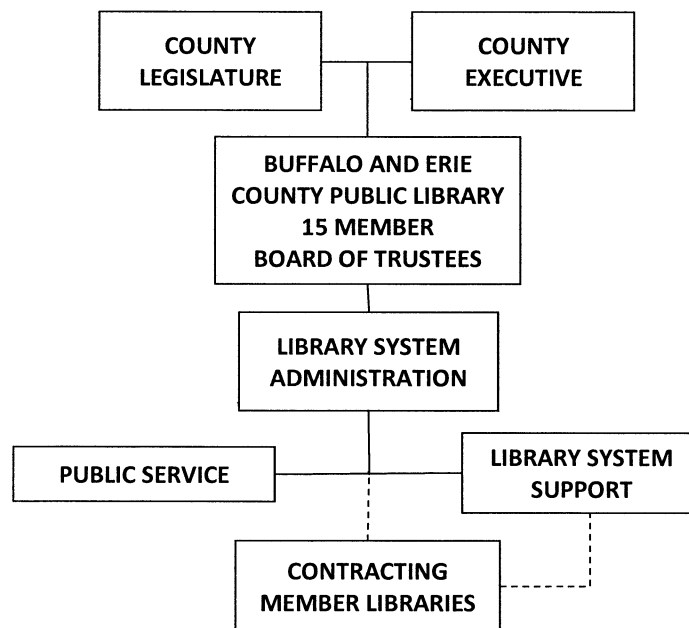 COUNTY
LEGISLATURE
COUNTY
EXECUTIVE
BUFFALO AND ERIE
COUNTY PUBLIC LIBRARY
15 MEMBER
BOARD OF TRUSTEES
LIBRARY SYSTEM
ADMINISTRATION
PUBLIC SERVICE
LIBRARY SYSTEM
SUPPORT
CONTRACTING
MEMBER LIBRARIES